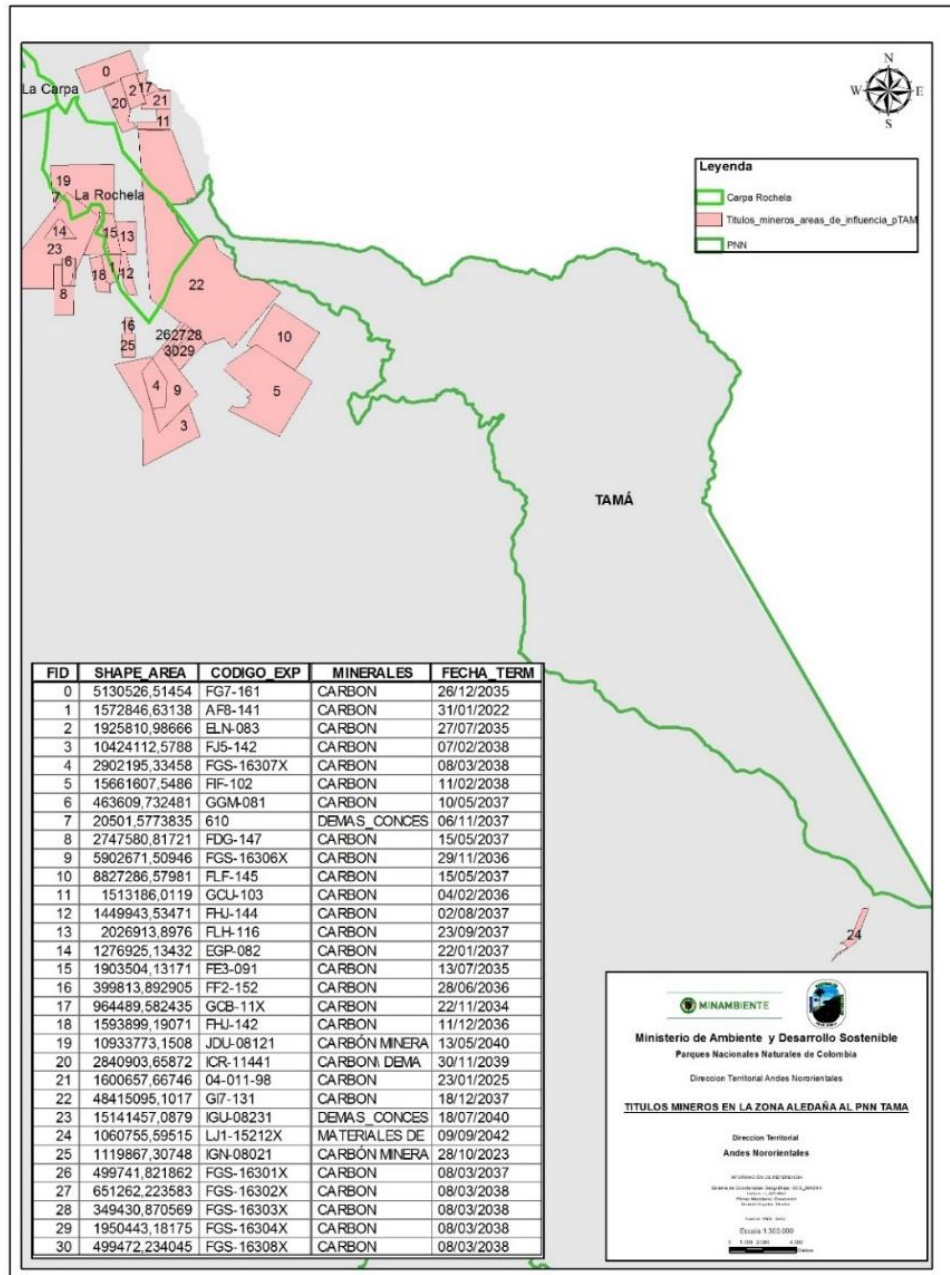 N
W E
S
La Carpa
0
2 17
20 21
11
19
7 La Rochela
14 15 13
23
6 18 1 12
8
22
16
25
26 27 28
30 29
10
4 9
5
3
Leyenda
Carpa Rochela
Titulos_mineros_areas_de_influencia_pTAM
PNN
TAMÁ
24
FID SHAPE_AREA CODIGO_EXP MINERALES FECHA_TERM
0 5130526,51454 FG7-161 CARBON 26/12/2035
1 1572846,63138 AF8-141 CARBON 31/01/2022
2 1925810,98666 ELN-083 CARBON 27/07/2035
3 10424112,5788 FJ5-142 CARBON 07/02/2038
4 2902195,33458 FGS-16307X CARBON 08/03/2038
5 15661607,5486 FIF-102 CARBON 11/02/2038
6 463609,732481 GGM-081 CARBON 10/05/2037
7 20501,5773835 610 DEMAS_CONCES 06/11/2037
8 2747580,81721 FDG-147 CARBON 15/05/2037
9 5902671,50946 FGS-16306X CARBON 29/11/2036
10 8827286,57981 FLF-145 CARBON 15/05/2037
11 1513186,0119 GCU-103 CARBON 04/02/2036
12 1449943,53471 FHJ-144 CARBON 02/08/2037
13 2026913,8976 FLH-116 CARBON 23/09/2037
14 1276925,13432 EGP-082 CARBON 22/01/2037
15 1903504,13171 FE3-091 CARBON 13/07/2035
16 399813,892905 FF2-152 CARBON 28/06/2036
17 964489,582435 GCB-11X CARBON 22/11/2034
18 1593899,19071 FHJ-142 CARBON 11/12/2036
19 10933773,1508 JDU-08121 CARBÓN MINERA 13/05/2040
20 2840903,65872 ICR-11441 CARBON\ DEMA 30/11/2039
21 1600657,66746 04-011-98 CARBON 23/01/2025
22 48415095,1017 GI7-131 CARBON 18/12/2037
23 15141457,0879 IGU-08231 DEMAS_CONCES 18/07/2040
24 1060755,59515 LJ1-15212X MATERIALES DE 09/09/2042
25 1119867,30748 IGN-08021 CARBÓN MINERA 28/10/2023
26 499741,821862 FGS-16301X CARBON 08/03/2037
27 651262,223583 FGS-16302X CARBON 08/03/2038
28 349430,870569 FGS-16303X CARBON 08/03/2038
29 1950443,18175 FGS-16304X CARBON 08/03/2038
30 499472,234045 FGS-16308X CARBON 08/03/2038
MINAMBIENTE
Ministerio de Ambiente y Desarrollo Sostenible
Parques Nacionales Naturales de Colombia
Direccion Territorial Andes Nororientales
TITULOS MINEROS EN LA ZONA ALEDAÑA AL PNN TAMA
Direccion Territorial
Andes Nororientales
Escala 1:300.000